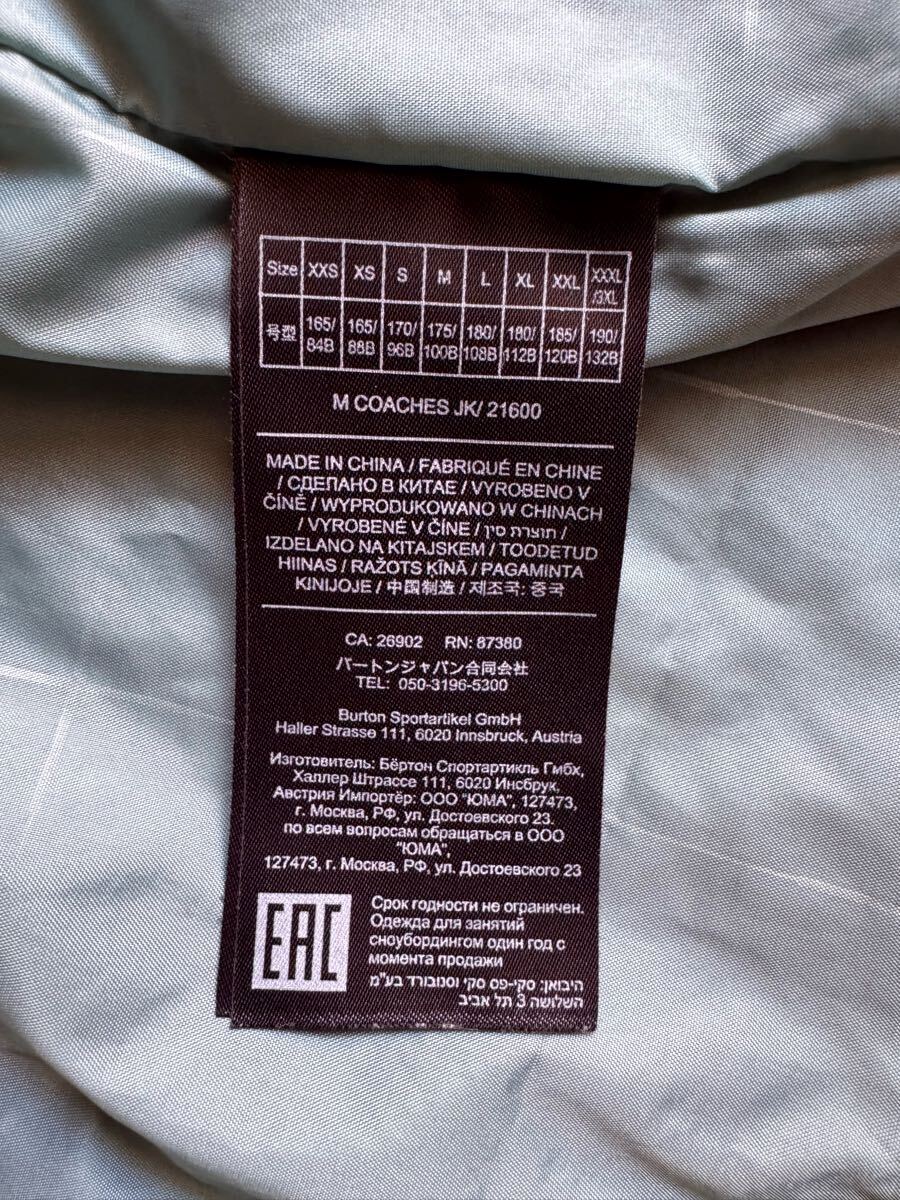 Size XXS XS S M L XL XXL XXXL/3XL
号型 165/84B 165/88B 170/96B 175/100B 180/108B 180/112B 185/120B 190/132B
M COACHES JK/ 21600
MADE IN CHINA / FABRIQUÉ EN CHINE
/ СДЕЛАНО В КИТАЕ / VYROBENO V
ČÍNĚ / WYPRODUKOWANO W CHINACH
/ VYROBENÉ V ČÍNE / תוצרת סין /
IZDELANO NA KITAJSKEM / TOODETUD
HIINAS / RAŽOTS ĶĪNĀ / PAGAMINTA
KINIJOJE / 中国制造 / 제조국: 중국
CA: 26902 RN: 87380
バートンジャパン合同会社
TEL: 050-3196-5300
Burton Sportartikel GmbH
Haller Strasse 111, 6020 Innsbruck, Austria
Изготовитель: Бёртон Спортартикль Гмбх,
Халлер Штрассе 111, 6020 Инсбрук.
Австрия Импортёр: ООО "ЮМА", 127473,
г. Москва, РФ, ул. Достоевского 23.
по всем вопросам обращаться в ООО
"ЮМА",
127473, г. Москва, РФ, ул. Достоевского 23
EAC
Срок годности не ограничен.
Одежда для занятий
сноубордингом один год с
момента продажи
היבואן: סקי-פס סקי וסנובורד בע"מ
השלושה 3 תל אביב